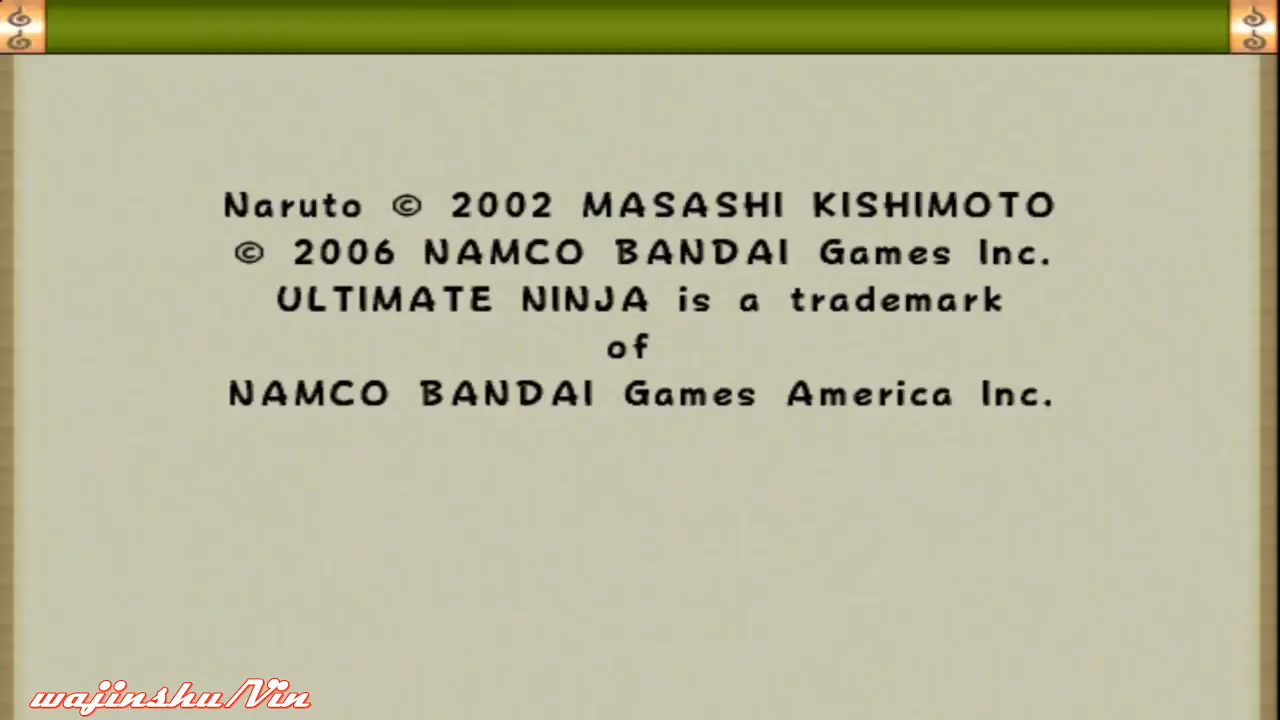 Naruto © 2002 MASASHI KISHIMOTO
© 2006 NAMCO BANDAI Games Inc.
ULTIMATE NINJA is a trademark
of
NAMCO BANDAI Games America Inc.
wajinshu/Vin